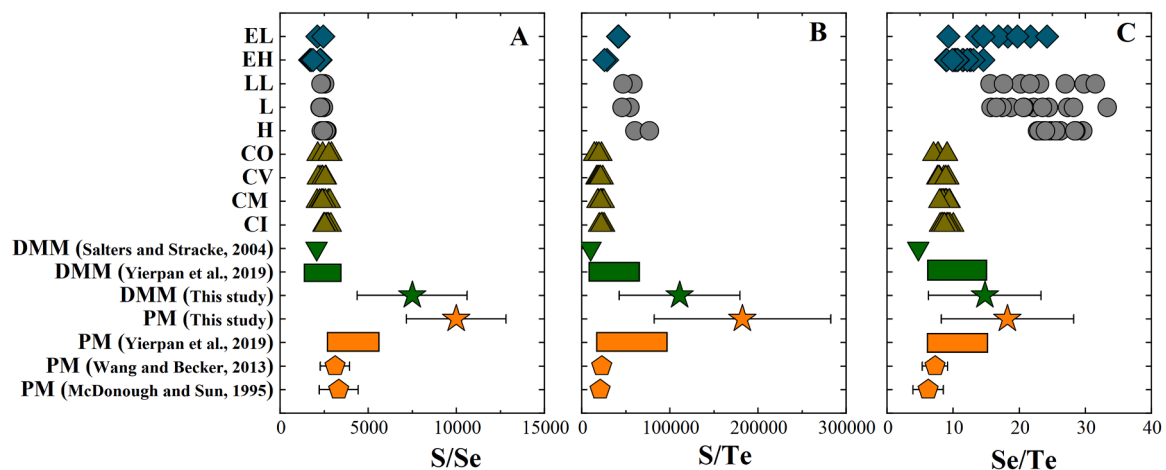 A
B
C
EL
EH
LL
L
H
CO
CV
CM
CI
DMM (Salters and Stracke, 2004)
DMM (Yierpan et al., 2019)
DMM (This study)
PM (This study)
PM (Yierpan et al., 2019)
PM (Wang and Becker, 2013)
PM (McDonough and Sun, 1995)
0 5000 10000 15000
0 100000 200000 300000
0 10 20 30 40
S/Se
S/Te
Se/Te